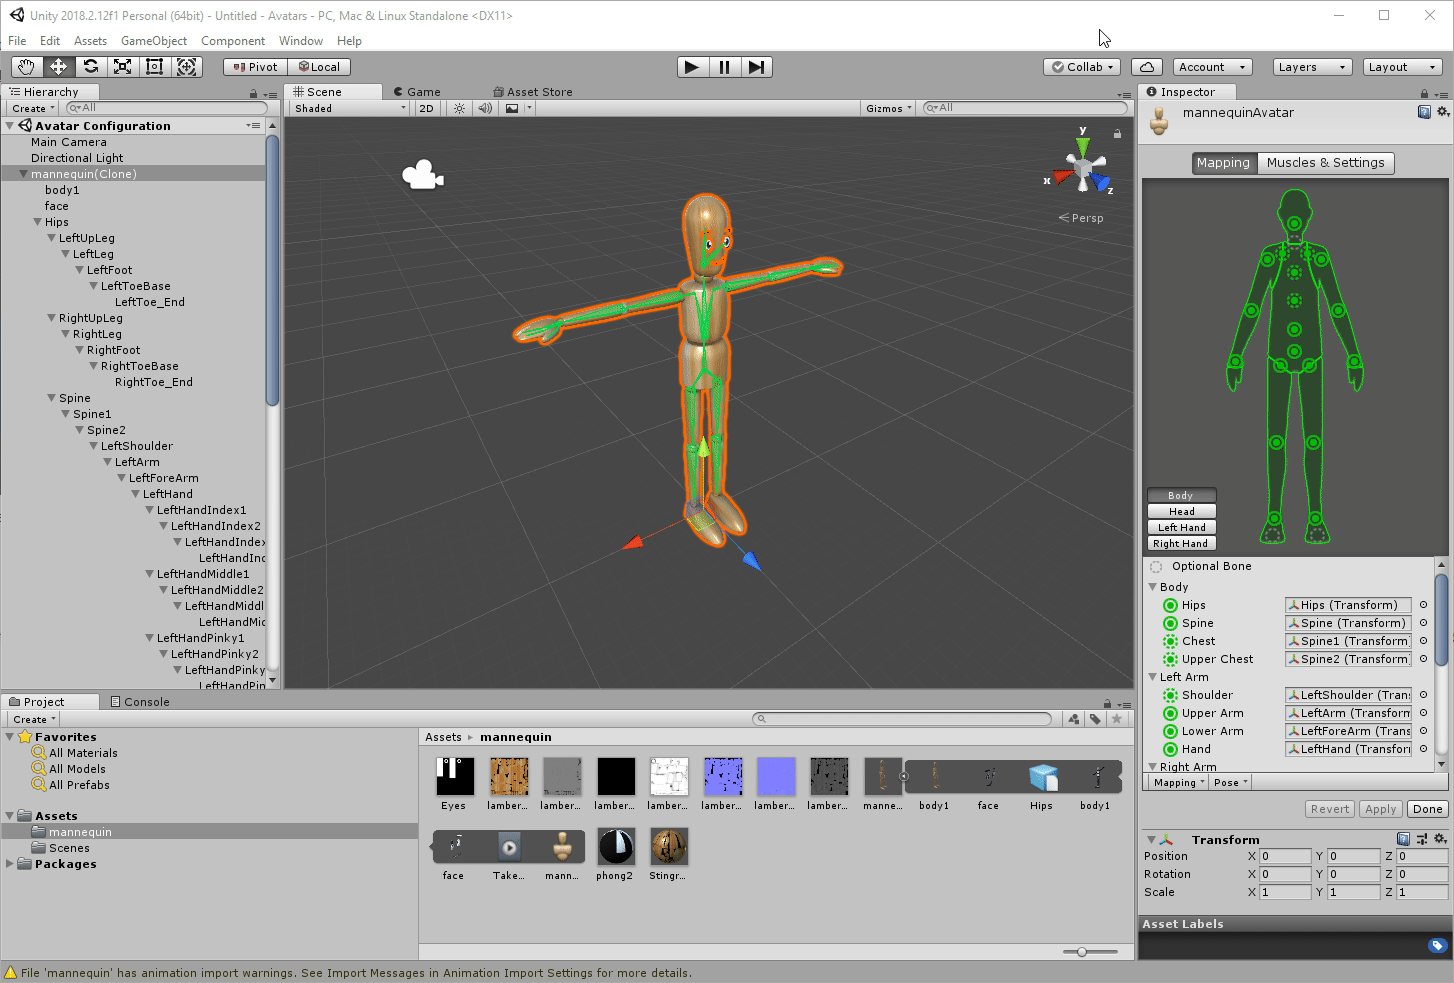 Unity 2018.2.12f1 Personal (64bit) - Untitled - Avatars - PC, Mac & Linux Standalone <DX11>
File Edit Assets GameObject Component Window Help
Pivot Local Collab Account Layers Layout
Hierarchy
Create All
Avatar Configuration
Main Camera
Directional Light
mannequin(Clone)
body1
face
Hips
LeftUpLeg
LeftLeg
LeftFoot
LeftToeBase
LeftToe_End
RightUpLeg
RightLeg
RightFoot
RightToeBase
RightToe_End
Spine
Spine1
Spine2
LeftShoulder
LeftArm
LeftForeArm
LeftHand
LeftHandIndex1
LeftHandIndex2
LeftHandIndex
LeftHandInd
LeftHandMiddle1
LeftHandMiddle2
LeftHandMiddl
LeftHandMid
LeftHandPinky1
LeftHandPinky2
LeftHandPinky
LeftHandPin
Scene Game Asset Store
Shaded 2D Gizmos All
y
x
z
Persp
Inspector
mannequinAvatar
Mapping Muscles & Settings
Body
Head
Left Hand
Right Hand
Optional Bone
Body
Hips Hips (Transform)
Spine Spine (Transform)
Chest Spine1 (Transform
Upper Chest Spine2 (Transform
Left Arm
Shoulder LeftShoulder (Trans
Upper Arm LeftArm (Transform
Lower Arm LeftForeArm (Trans
Hand LeftHand (Transform
Right Arm
Mapping Pose
Revert Apply Done
Transform
Position X 0 Y 0 Z 0
Rotation X 0 Y 0 Z 0
Scale X 1 Y 1 Z 1
Asset Labels
Project Console
Create
Favorites
All Materials
All Models
All Prefabs
Assets
mannequin
Scenes
Packages
Assets mannequin
Eyes lamber... lamber... lamber... lamber... lamber... lamber... lamber... manne... body1 face Hips body1
face Take... mann... phong2 Stingr...
File 'mannequin' has animation import warnings. See Import Messages in Animation Import Settings for more details.